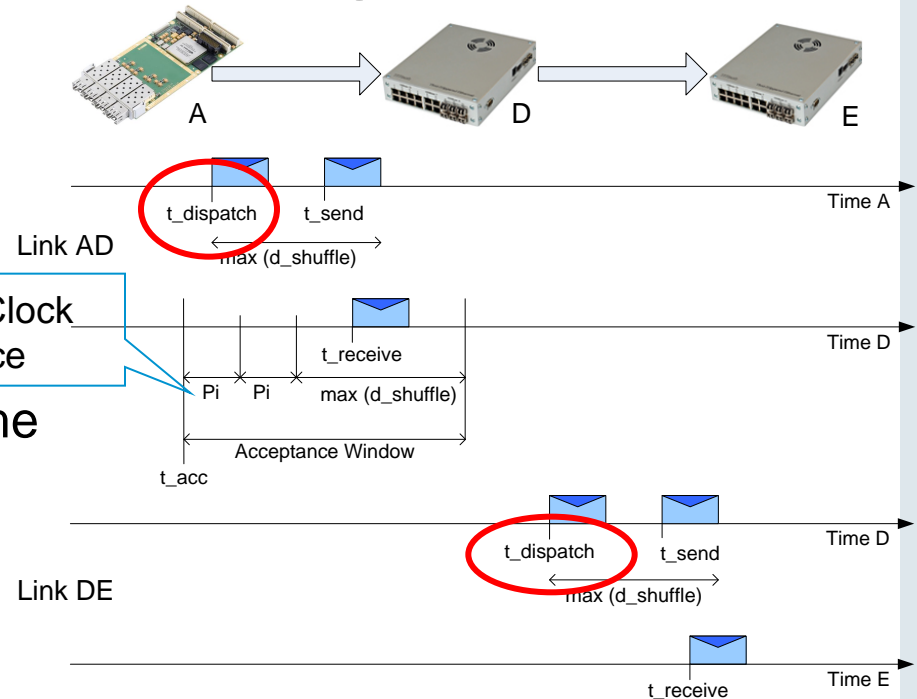 A
D
E
t_dispatch
t_send
Time A
max (d_shuffle)
Link AD
Clock
ce
ne
t_receive
Time D
Pi
Pi
max (d_shuffle)
Acceptance Window
t_acc
Time D
t_dispatch
t_send
max (d_shuffle)
Link DE
Time E
t_receive